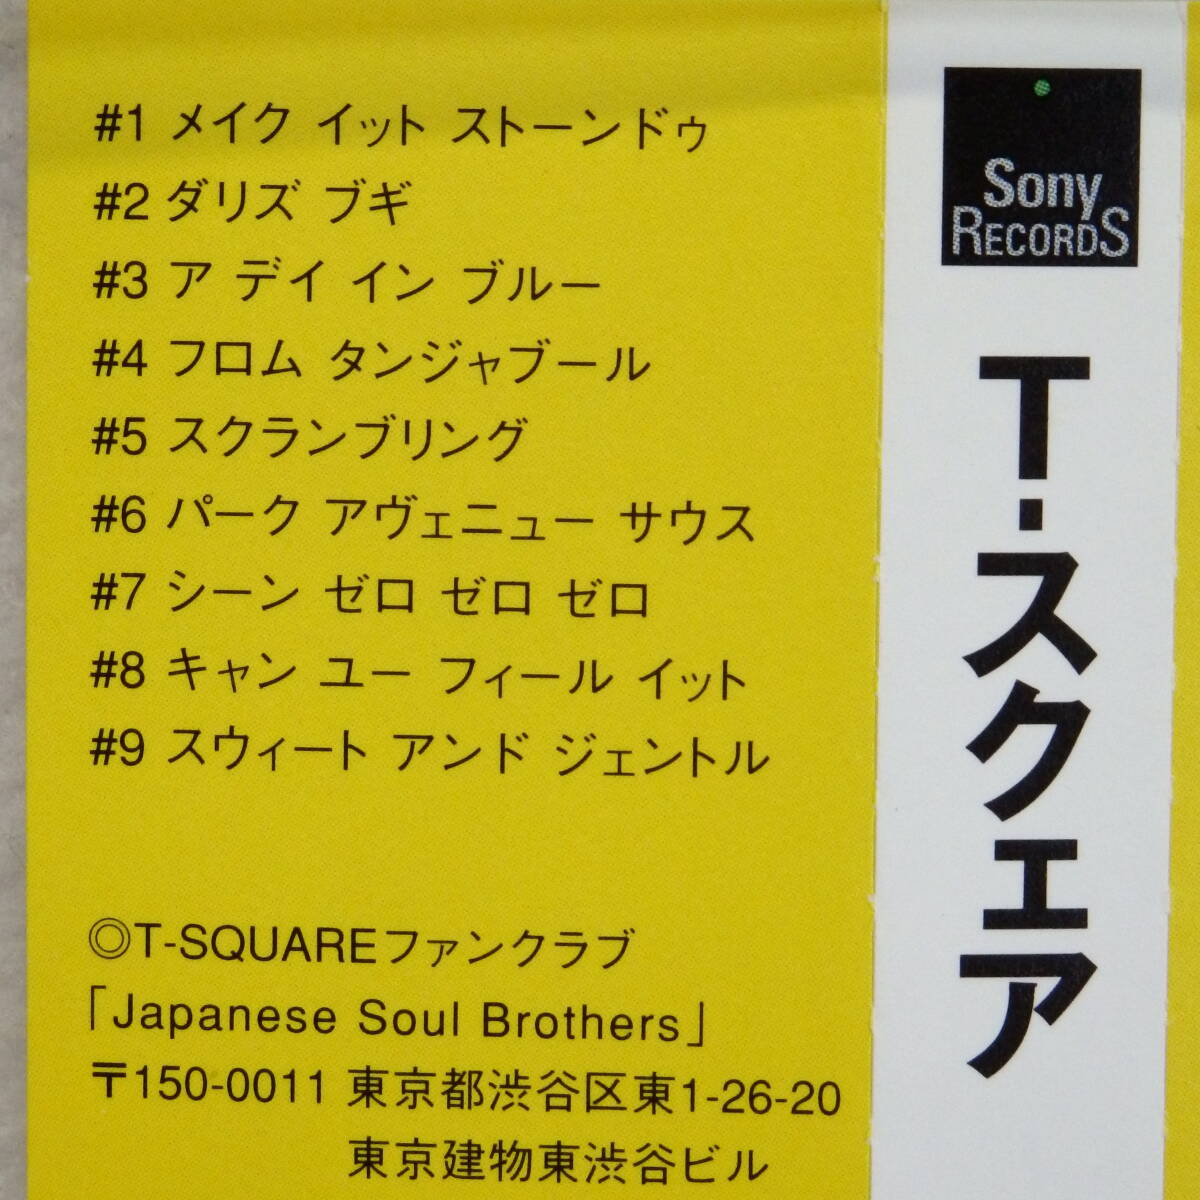 #1 メイク イット ストーンドゥ
#2 ダリズ ブギ
#3 ア デイ イン ブルー
#4 フロム タンジャブール
#5 スクランブリング
#6 パーク アヴェニュー サウス
#7 シーン ゼロ ゼロ ゼロ
#8 キャン ユー フィール イット
#9 スウィート アンド ジェントル
◎T-SQUAREファンクラブ
「Japanese Soul Brothers」
〒150-0011 東京都渋谷区東1-26-20
東京建物東渋谷ビル
Sony
RECORDS
T・スクェア